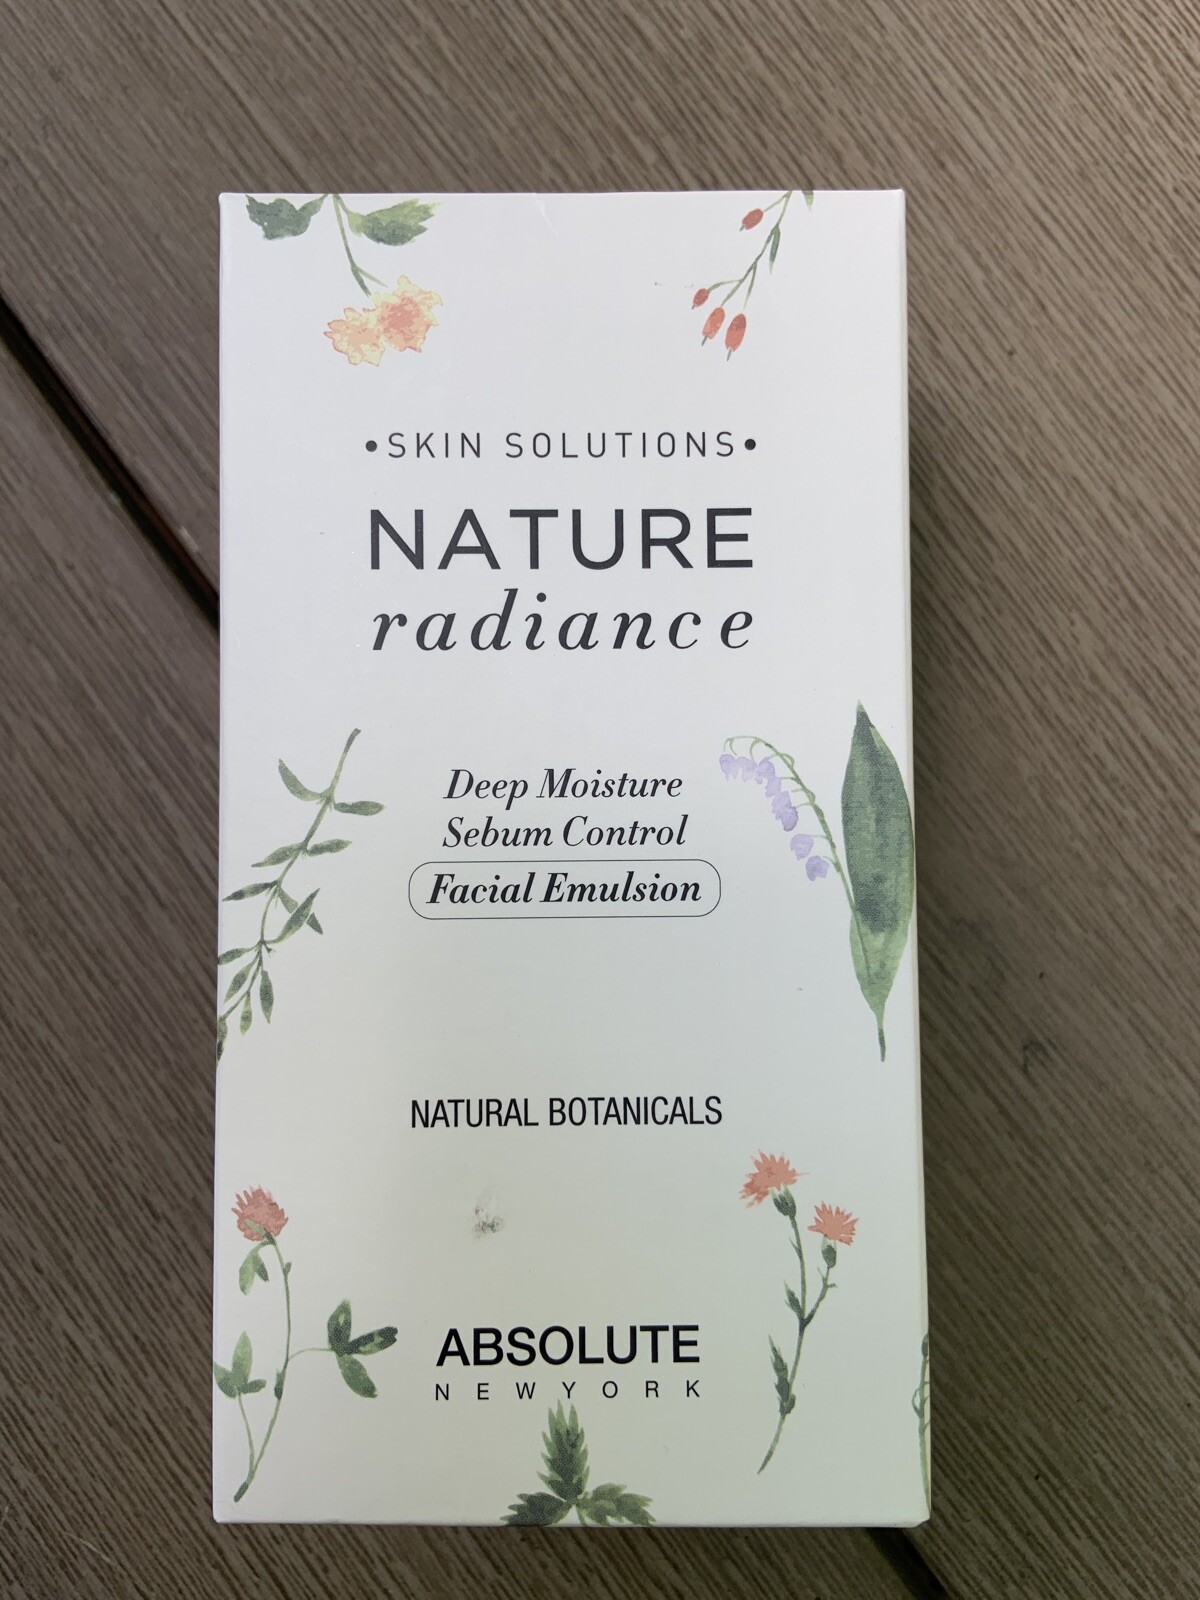 •SKIN SOLUTIONS•
NATURE
radiance
Deep Moisture
Sebum Control
Facial Emulsion
NATURAL BOTANICALS
ABSOLUTE
NEW YORK